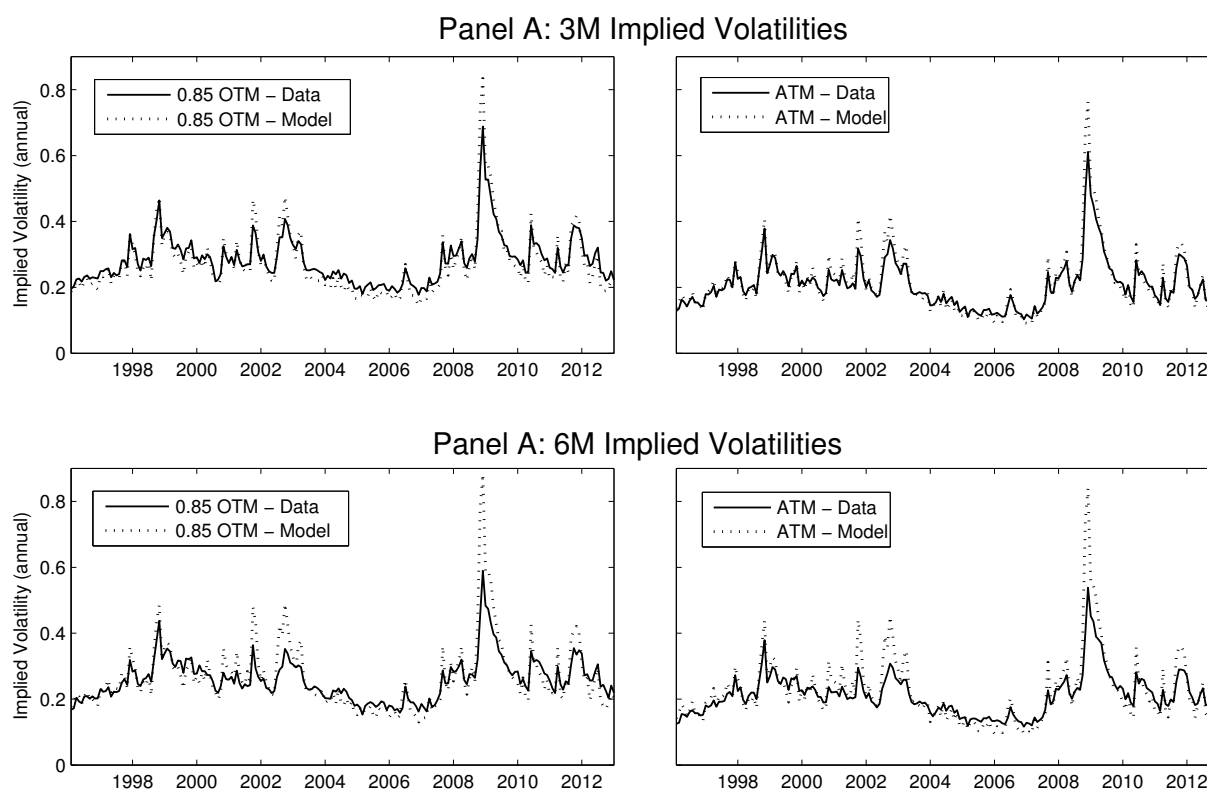 Panel A: 3M Implied Volatilities
Implied Volatility (annual)
0.8
0.6
0.4
0.2
0
0.85 OTM − Data
0.85 OTM − Model
1998 2000 2002 2004 2006 2008 2010 2012
ATM − Data
ATM − Model
1998 2000 2002 2004 2006 2008 2010 2012
Panel A: 6M Implied Volatilities
Implied Volatility (annual)
0.8
0.6
0.4
0.2
0
0.85 OTM − Data
0.85 OTM − Model
1998 2000 2002 2004 2006 2008 2010 2012
ATM − Data
ATM − Model
1998 2000 2002 2004 2006 2008 2010 2012